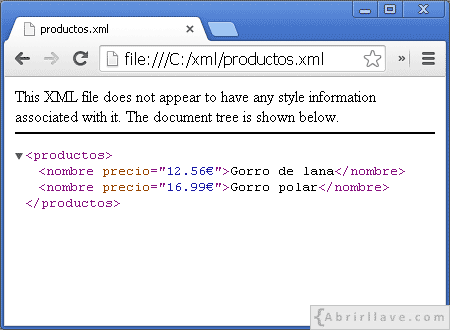 productos.xml
file:///C:/xml/productos.xml
This XML file does not appear to have any style information
associated with it. The document tree is shown below.
<productos>
<nombre precio="12.56€">Gorro de lana</nombre>
<nombre precio="16.99€">Gorro polar</nombre>
</productos>
{Abrirllave.com